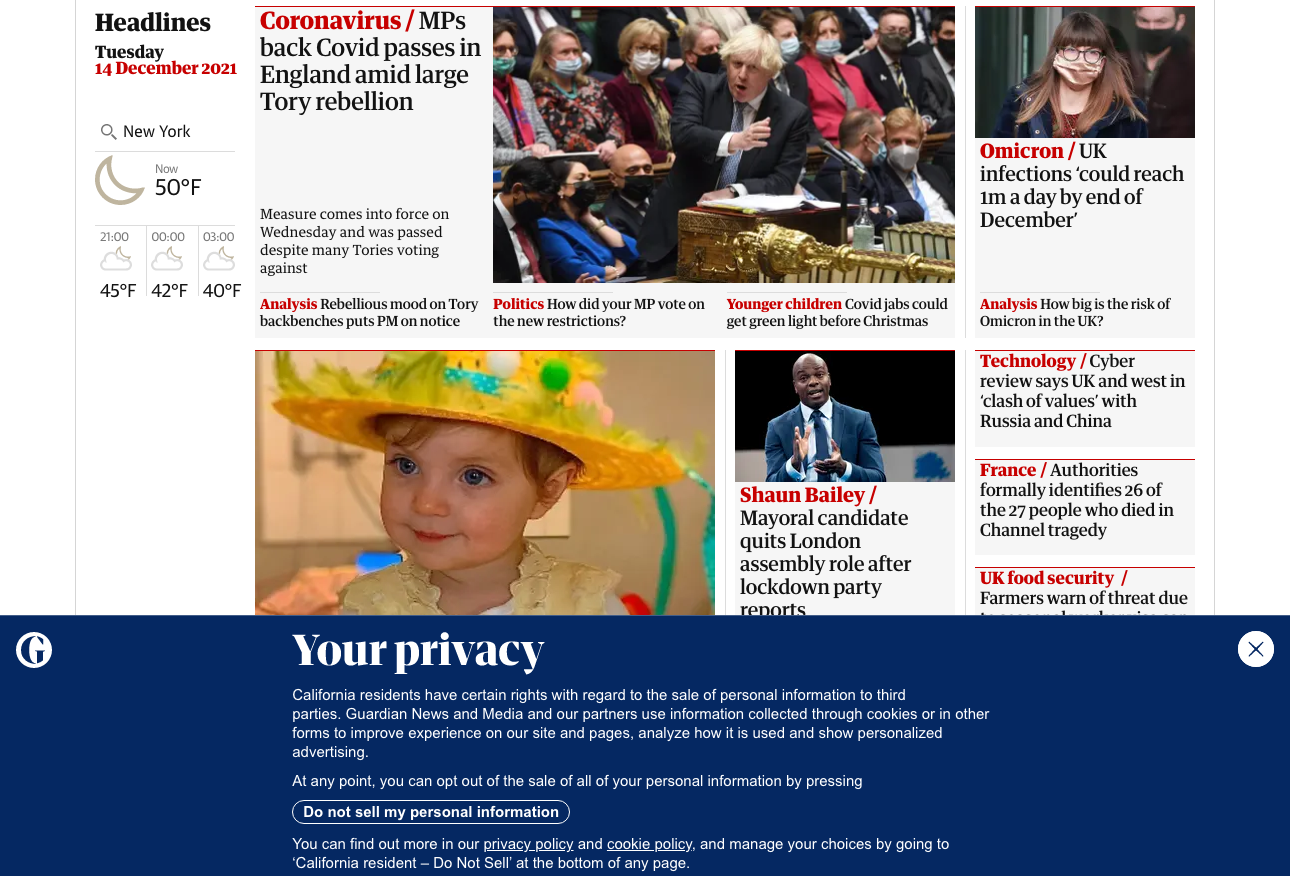 Headlines
Tuesday
14 December 2021
New York
Now
50°F
21:00
00:00
03:00
45°F
42°F
40°F
Coronavirus / MPs
back Covid passes in
England amid large
Tory rebellion
Measure comes into force on
Wednesday and was passed
despite many Tories voting
against
Analysis Rebellious mood on Tory
backbenches puts PM on notice
Politics How did your MP vote on
the new restrictions?
Younger children Covid jabs could
get green light before Christmas
Omicron / UK
infections ‘could reach
1m a day by end of
December’
Analysis How big is the risk of
Omicron in the UK?
Shaun Bailey /
Mayoral candidate
quits London
assembly role after
lockdown party
reports
Technology / Cyber
review says UK and west in
‘clash of values’ with
Russia and China
France / Authorities
formally identifies 26 of
the 27 people who died in
Channel tragedy
UK food security /
Farmers warn of threat due
G
Your privacy
California residents have certain rights with regard to the sale of personal information to third
parties. Guardian News and Media and our partners use information collected through cookies or in other
forms to improve experience on our site and pages, analyze how it is used and show personalized
advertising.
At any point, you can opt out of the sale of all of your personal information by pressing
Do not sell my personal information
You can find out more in our privacy policy and cookie policy, and manage your choices by going to
‘California resident – Do Not Sell’ at the bottom of any page.